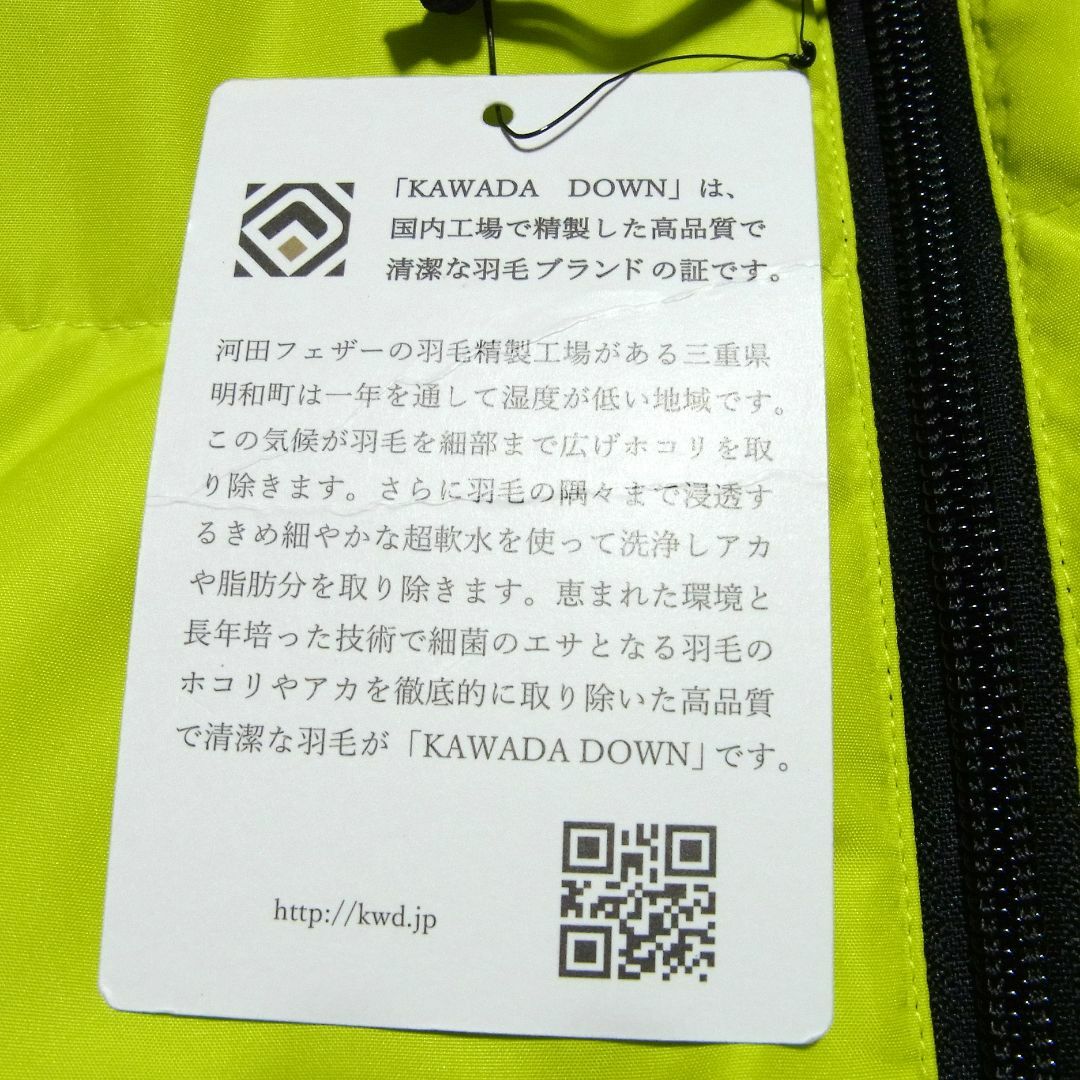 「KAWADA DOWN」は、
国内工場で精製した高品質で
清潔な羽毛ブランドの証です。
河田フェザーの羽毛精製工場がある三重県
明和町は一年を通して湿度が低い地域です。
この気候が羽毛を細部まで広げホコリを取
り除きます。さらに羽毛の隅々まで浸透す
るきめ細やかな超軟水を使って洗浄しアカ
や脂肪分を取り除きます。恵まれた環境と
長年培った技術で細菌のエサとなる羽毛の
ホコリやアカを徹底的に取り除いた高品質
で清潔な羽毛が「KAWADA DOWN」です。
http://kwd.jp